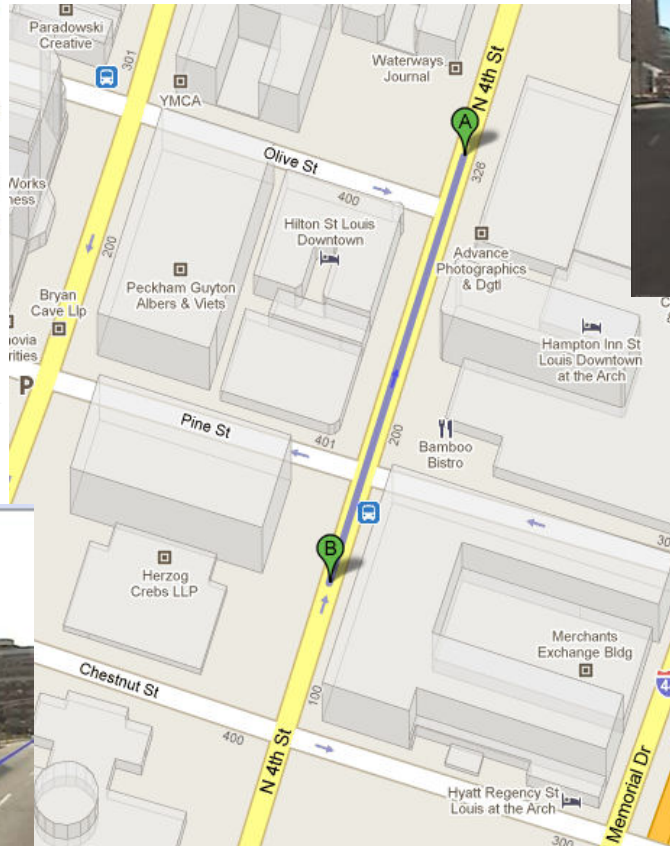 Paradowski
Creative
301
YMCA
Waterways
Journal
N 4th St
A
328
Olive St
400
Works
ness
200
Hilton St Louis
Downtown
Advance
Photographics
& Dgtl
Peckham Guyton
Albers & Viets
Bryan
Cave Llp
ovia
rities
Hampton Inn St
Louis Downtown
at the Arch
C
&
P
Pine St
401
200
Bamboo
Bistro
B
30
Herzog
Crebs LLP
Merchants
Exchange Bldg
4
Chestnut St
100
400
N 4th St
Hyatt Regency St
Louis at the Arch
Memorial Dr
300